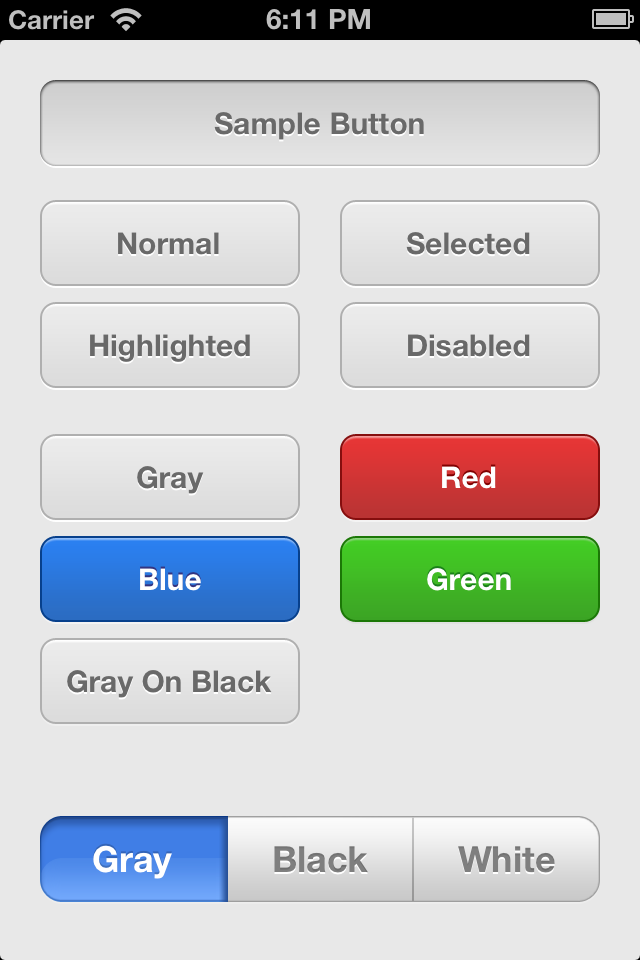 Carrier 6:11 PM
Sample Button
Normal Selected
Highlighted Disabled
Gray Red
Blue Green
Gray On Black
Gray Black White